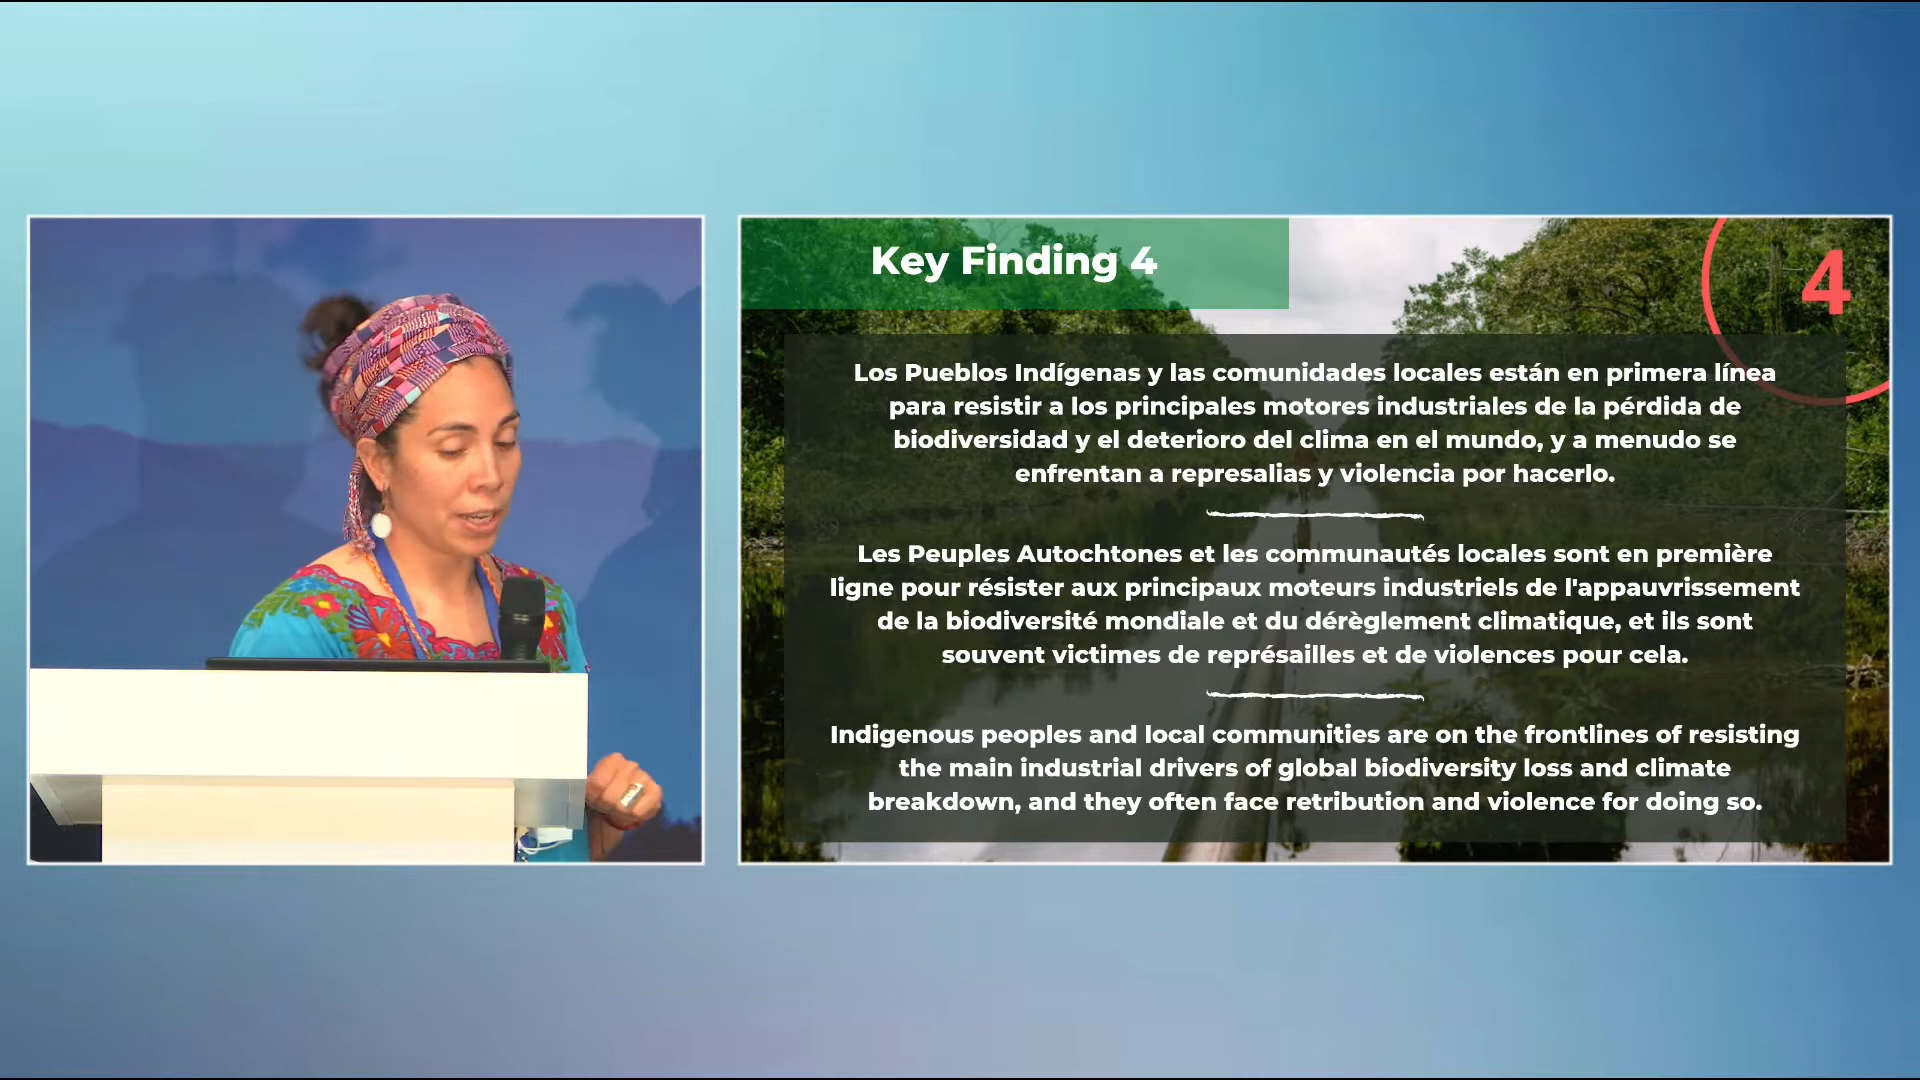 Key Finding 4
4
Los Pueblos Indígenas y las comunidades locales están en primera línea
para resistir a los principales motores industriales de la pérdida de
biodiversidad y el deterioro del clima en el mundo, y a menudo se
enfrentan a represalias y violencia por hacerlo.
Les Peuples Autochtones et les communautés locales sont en première
ligne pour résister aux principaux moteurs industriels de l'appauvrissement
de la biodiversité mondiale et du dérèglement climatique, et ils sont
souvent victimes de représailles et de violences pour cela.
Indigenous peoples and local communities are on the frontlines of resisting
the main industrial drivers of global biodiversity loss and climate
breakdown, and they often face retribution and violence for doing so.